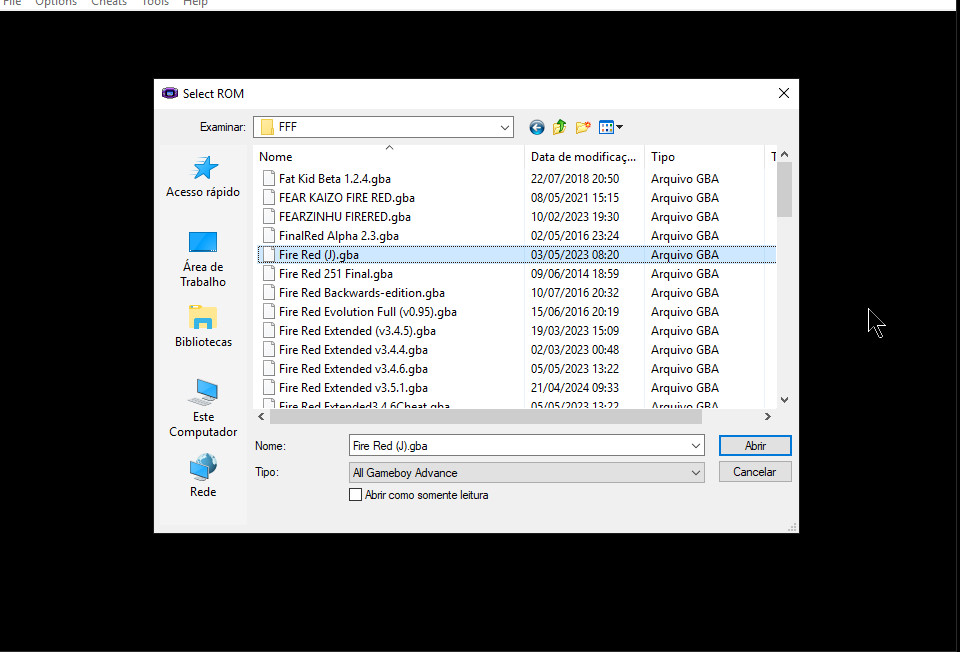 File Options Cheats Tools Help
Select ROM
Examinar: FFF
Nome Data de modificaç... Tipo T
Fat Kid Beta 1.2.4.gba 22/07/2018 20:50 Arquivo GBA
FEAR KAIZO FIRE RED.gba 08/05/2021 15:15 Arquivo GBA
FEARZINHU FIRERED.gba 10/02/2023 19:30 Arquivo GBA
FinalRed Alpha 2.3.gba 02/05/2016 23:24 Arquivo GBA
Fire Red (J).gba 03/05/2023 08:20 Arquivo GBA
Fire Red 251 Final.gba 09/06/2014 18:59 Arquivo GBA
Fire Red Backwards-edition.gba 10/07/2016 20:32 Arquivo GBA
Fire Red Evolution Full (v0.95).gba 15/06/2016 20:19 Arquivo GBA
Fire Red Extended (v3.4.5).gba 19/03/2023 15:09 Arquivo GBA
Fire Red Extended v3.4.4.gba 02/03/2023 00:48 Arquivo GBA
Fire Red Extended v3.4.6.gba 05/05/2023 13:22 Arquivo GBA
Fire Red Extended v3.5.1.gba 21/04/2024 09:33 Arquivo GBA
Fire Red Extended3.4.6Cheat.gba 05/05/2023 13:22 Arquivo GBA
Acesso rápido
Área de
Trabalho
Bibliotecas
Este
Computador
Rede
Nome: Fire Red (J).gba Abrir
Tipo: All Gameboy Advance Cancelar
Abrir como somente leitura